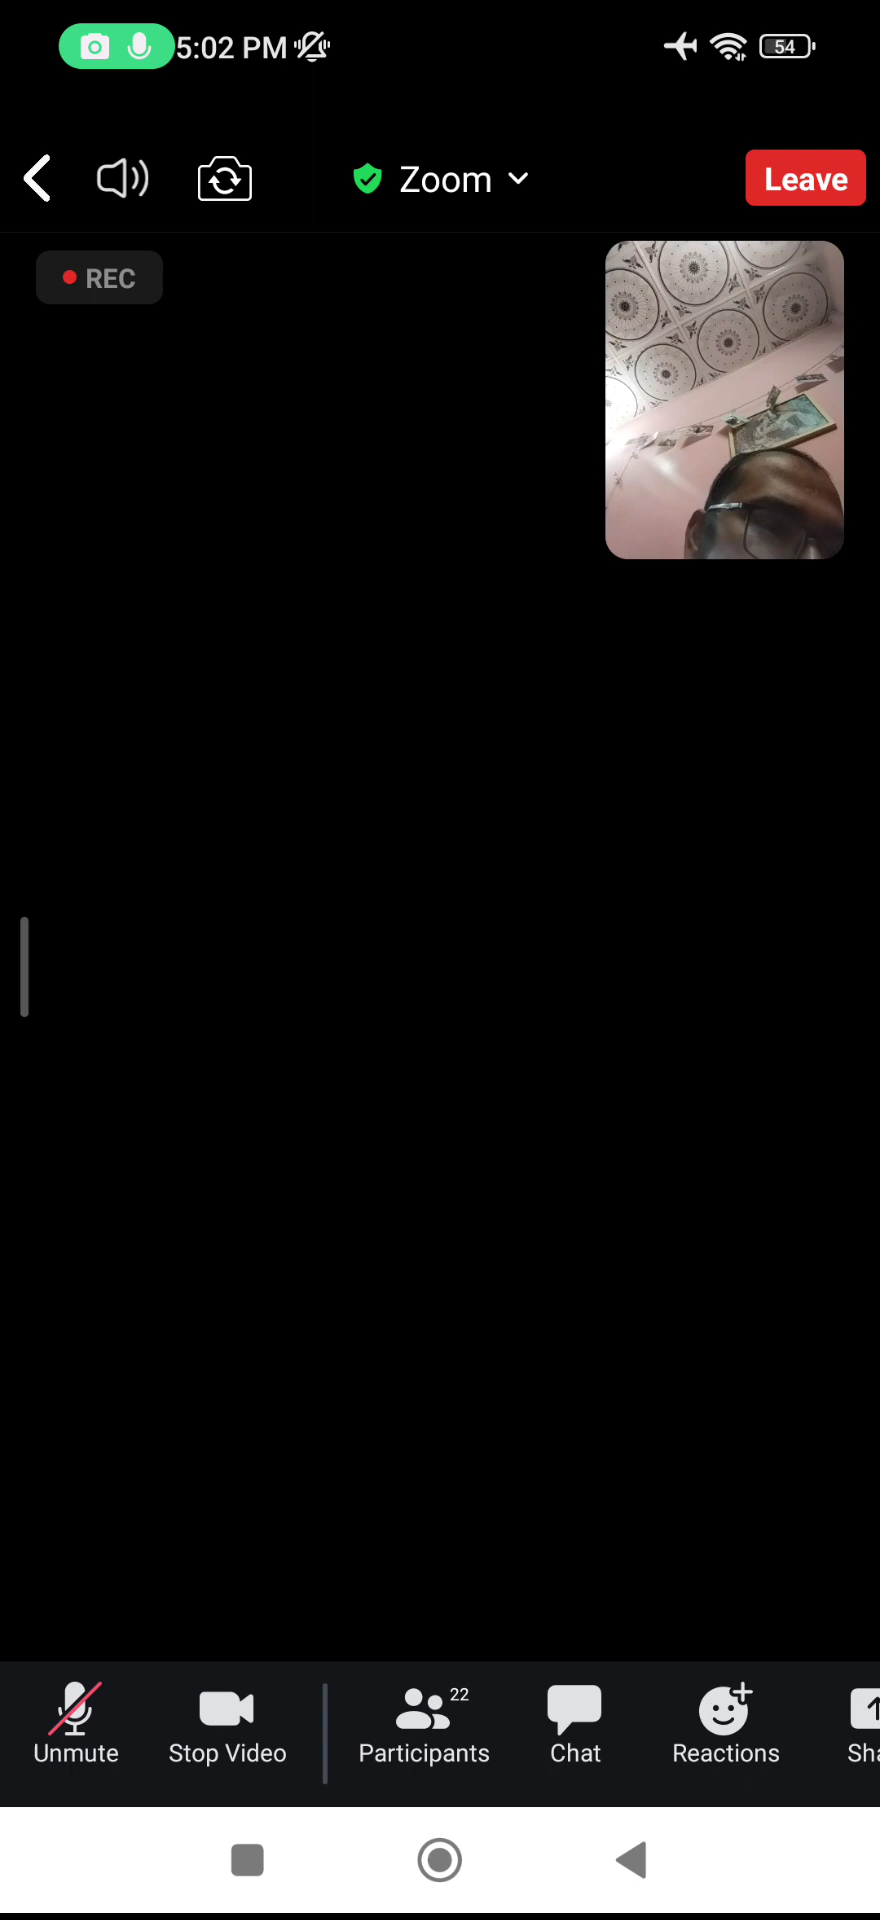 5:02 PM
54
Zoom
Leave
REC
22
Unmute
Stop Video
Participants
Chat
Reactions
Sha